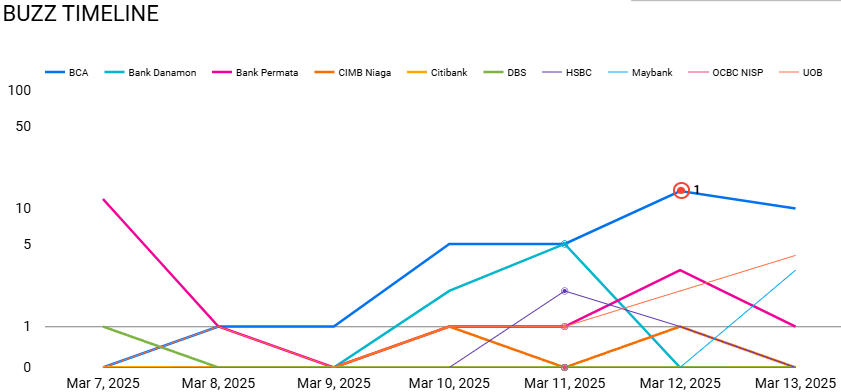 BUZZ TIMELINE
BCA Bank Danamon Bank Permata CIMB Niaga Citibank DBS HSBC Maybank OCBC NISP UOB
100
50
10
1
5
1
0
Mar 7, 2025 Mar 8, 2025 Mar 9, 2025 Mar 10, 2025 Mar 11, 2025 Mar 12, 2025 Mar 13, 2025